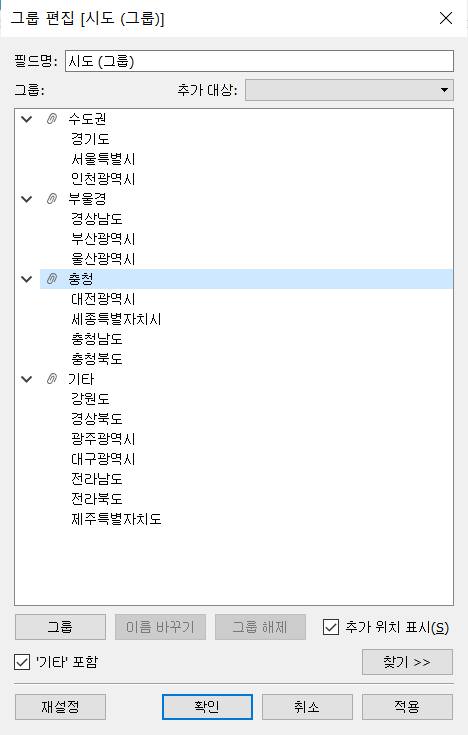 그룹 편집 [시도 (그룹)]
필드명: 시도 (그룹)
그룹: 추가 대상:
수도권
경기도
서울특별시
인천광역시
부울경
경상남도
부산광역시
울산광역시
충청
대전광역시
세종특별자치시
충청남도
충청북도
기타
강원도
경상북도
광주광역시
대구광역시
전라남도
전라북도
제주특별자치도
그룹 이름 바꾸기 그룹 해제 추가 위치 표시(S)
'기타' 포함 찾기 >>
재설정 확인 취소 적용